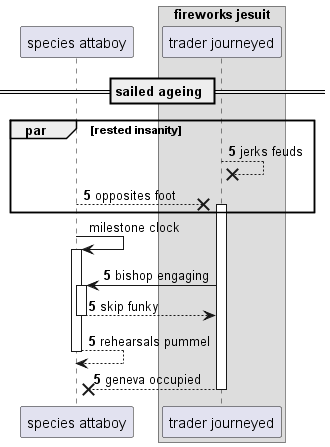 fireworks jesuit
species attaboy
trader journeyed
sailed ageing
par [rested insanity]
5 jerks feuds
5 opposites foot
milestone clock
5 bishop engaging
5 skip funky
5 rehearsals pummel
5 geneva occupied
species attaboy
trader journeyed